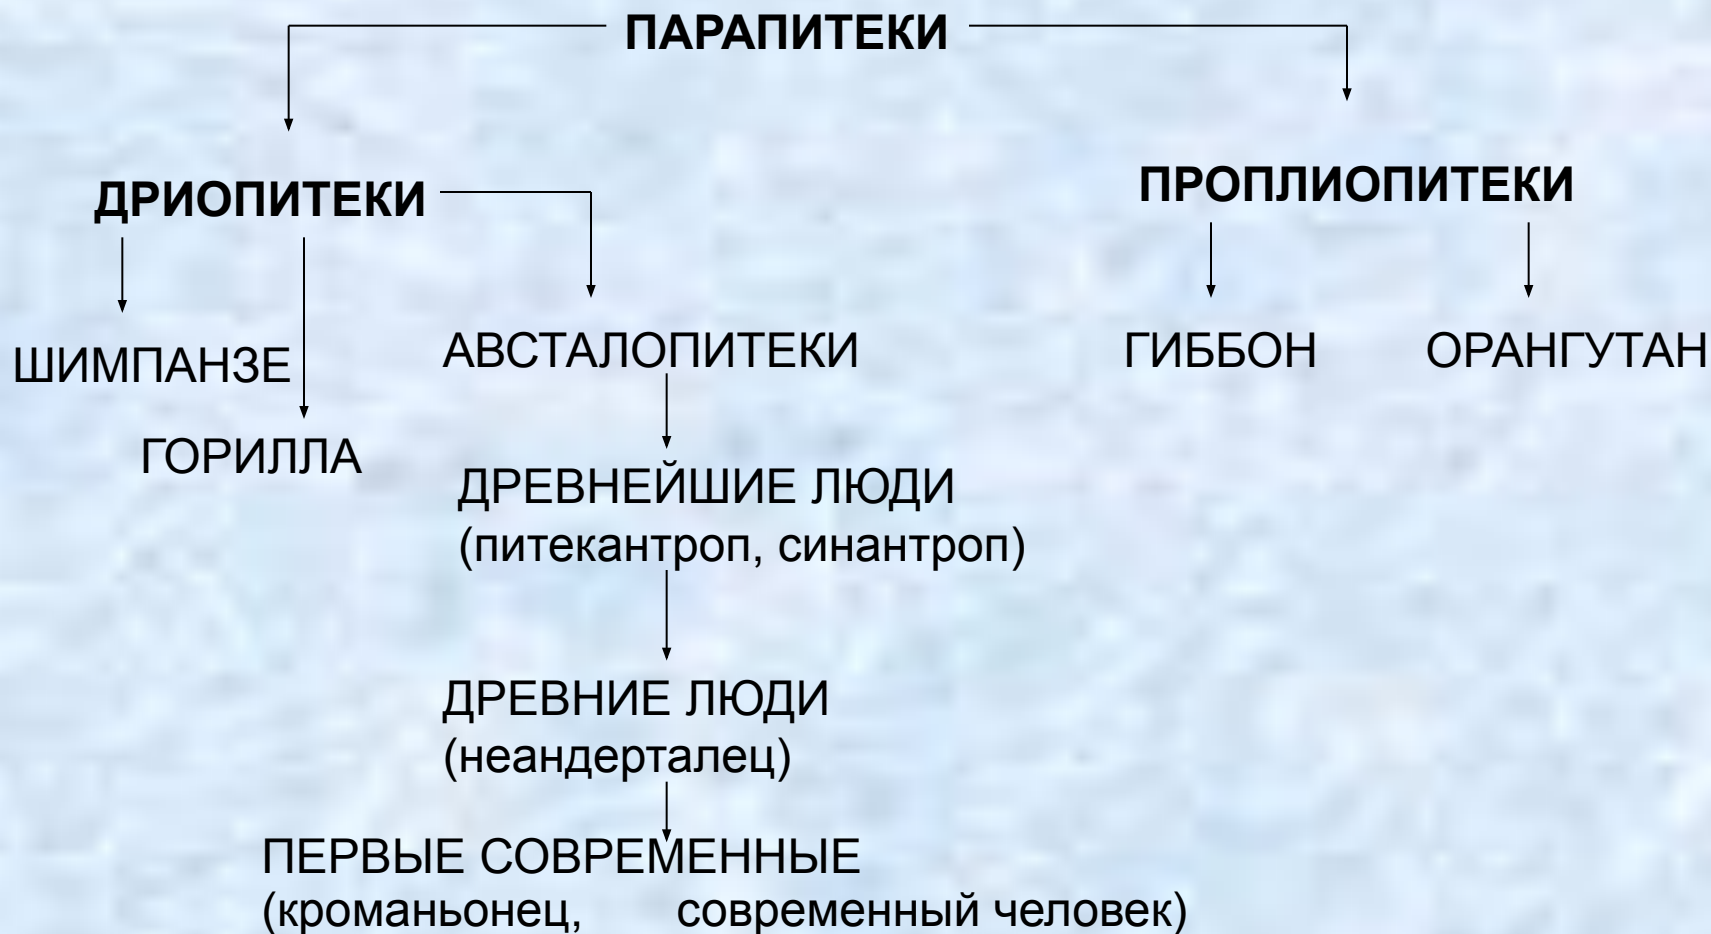 ПАРАПИТЕКИ
ДРИОПИТЕКИ
ПРОПЛИОПИТЕКИ
ШИМПАНЗЕ
ГОРИЛЛА
АВСТАЛОПИТЕКИ
ГИББОН
ОРАНГУТАН
ДРЕВНЕЙШИЕ ЛЮДИ
(питекантроп, синантроп)
ДРЕВНИЕ ЛЮДИ
(неандерталец)
ПЕРВЫЕ СОВРЕМЕННЫЕ
(кроманьонец, современный человек)